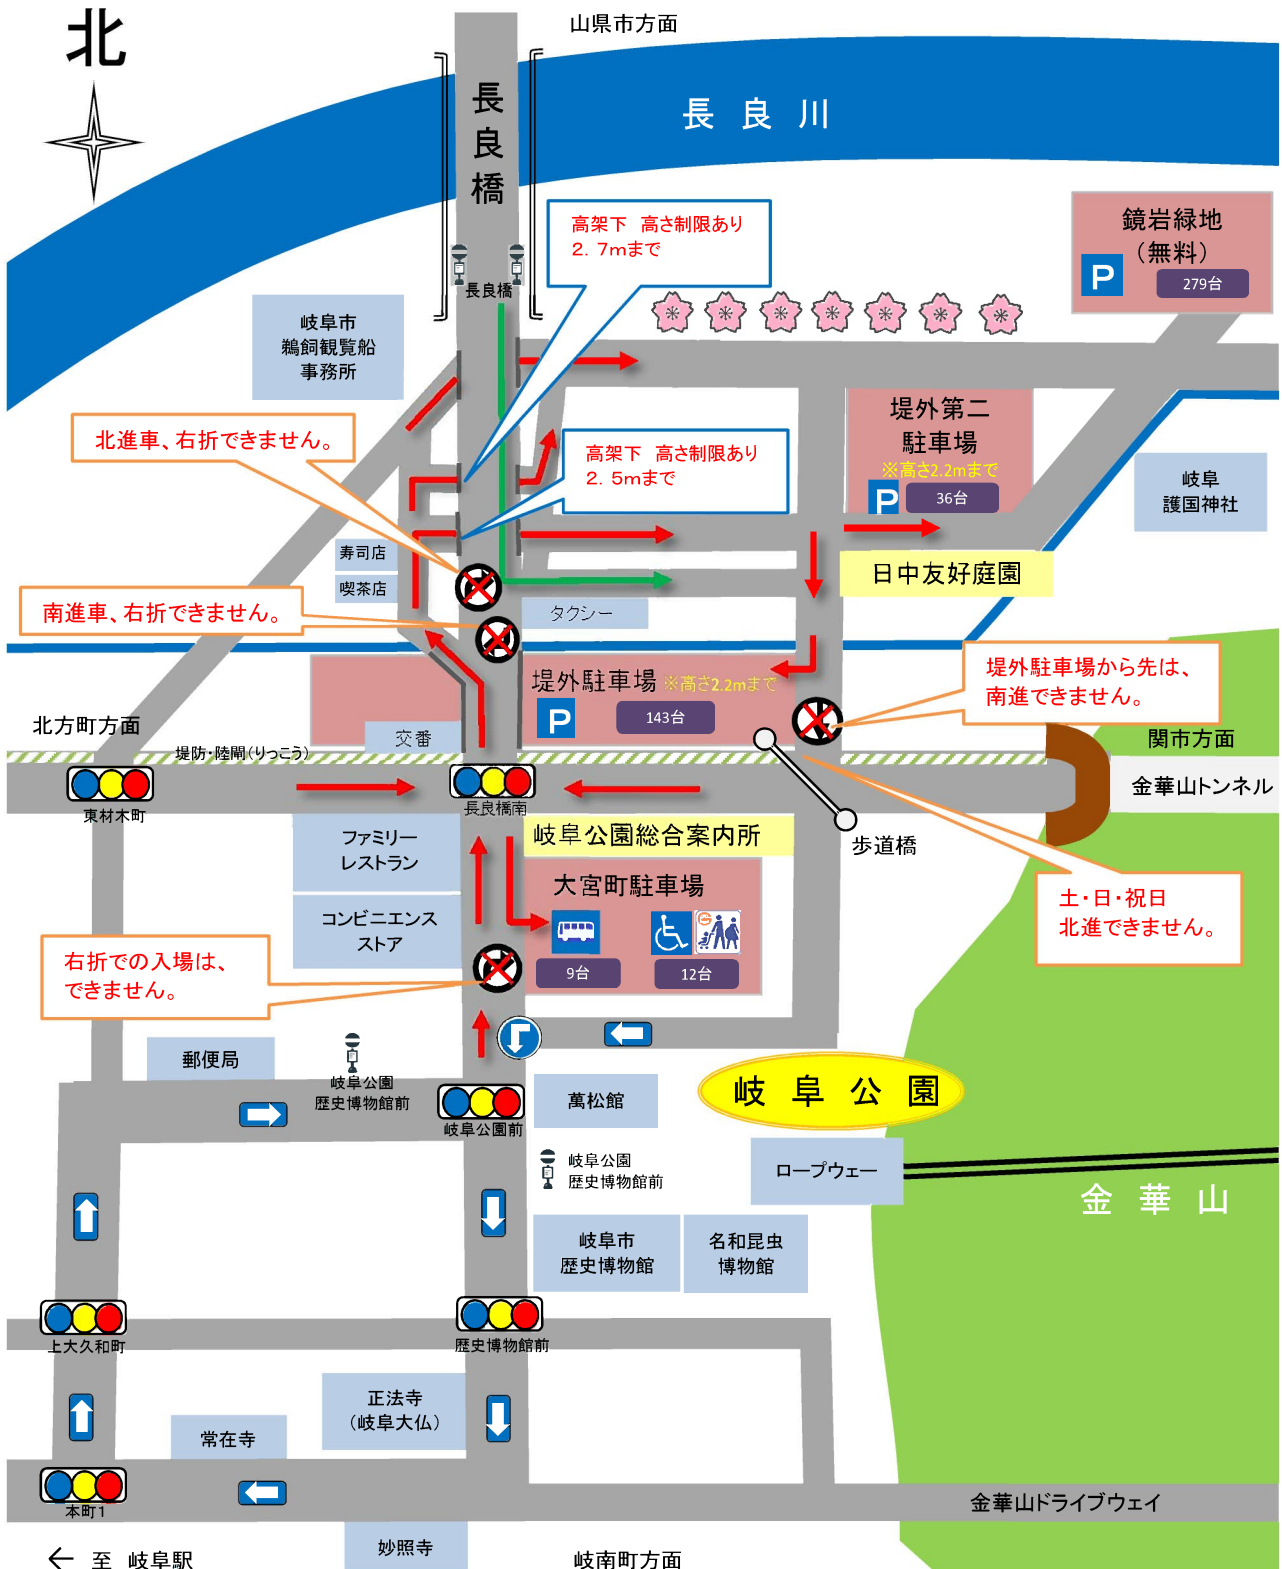 北
山県市方面
長良川
長良橋
高架下 高さ制限あり
2.7mまで
鏡岩緑地
(無料)
P
279台
長良橋
岐阜市
鵜飼観覧船
事務所
堤外第二
駐車場
※高さ2.2mまで
P
36台
北進車、右折できません。
高架下 高さ制限あり
2.5mまで
岐阜
護国神社
寿司店
喫茶店
日中友好庭園
南進車、右折できません。
タクシー
堤外駐車場 ※高さ2.2mまで
P
143台
堤外駐車場から先は、
南進できません。
北方町方面
交番
堤防・陸閘(りっこう)
関市方面
金華山トンネル
東材木町
長良橋南
ファミリー
レストラン
岐阜公園総合案内所
歩道橋
大宮町駐車場
9台
12台
コンビニエンス
ストア
土・日・祝日
北進できません。
右折での入場は、
できません。
郵便局
岐阜公園
歴史博物館前
岐阜公園前
萬松館
岐阜公園
岐阜公園
歴史博物館前
ロープウェー
金華山
岐阜市
歴史博物館
名和昆虫
博物館
上大久和町
歴史博物館前
正法寺
(岐阜大仏)
常在寺
本町1
金華山ドライブウェイ
妙照寺
← 至 岐阜駅
岐南町方面